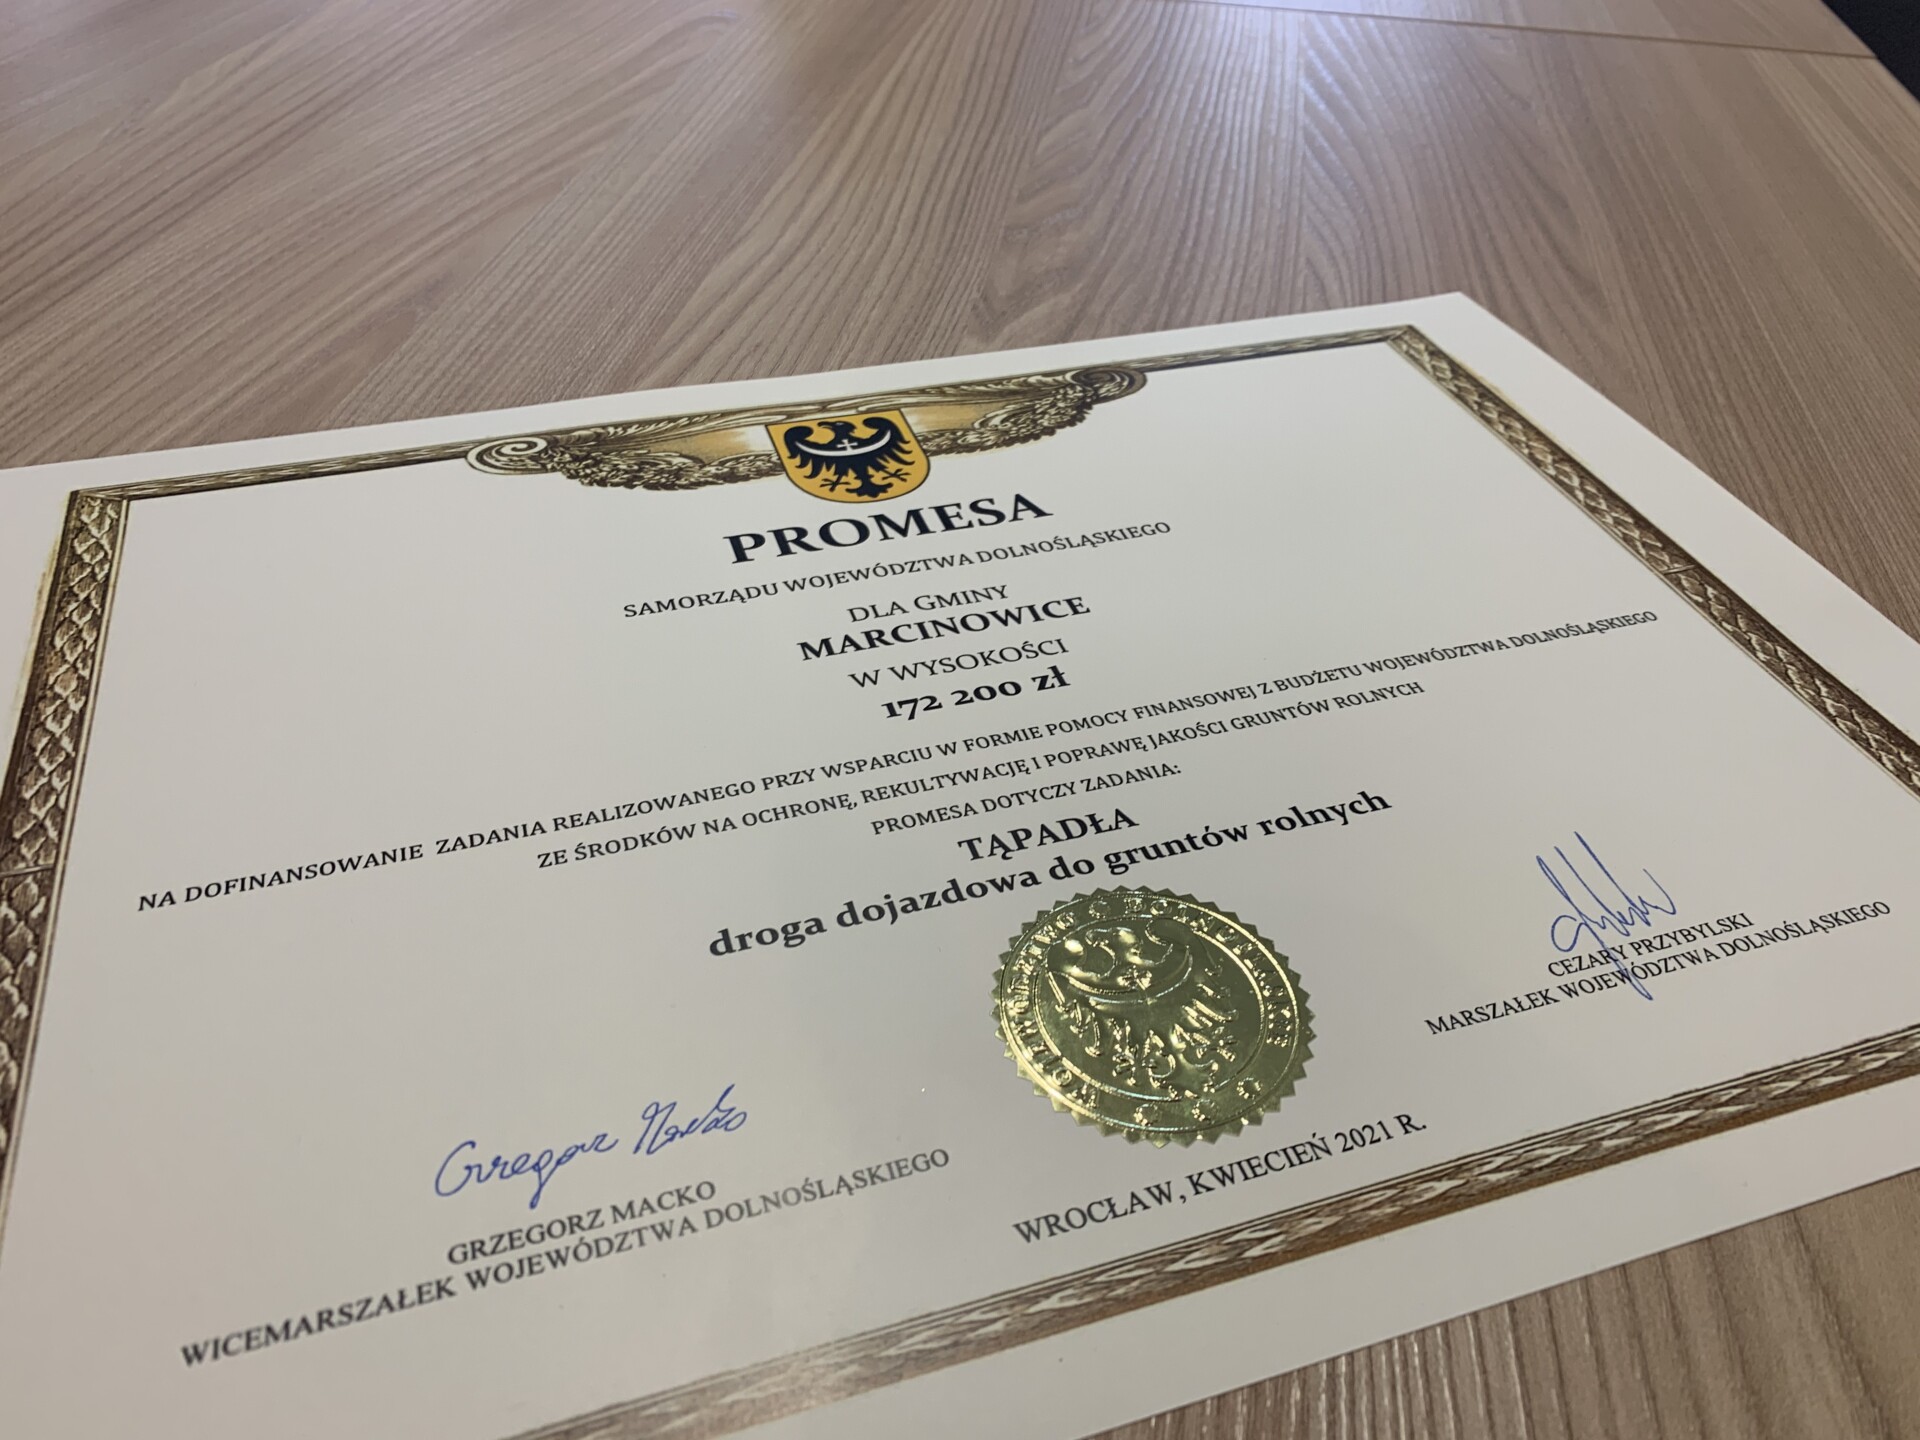 PROMESA
SAMORZĄDU WOJEWÓDZTWA DOLNOŚLĄSKIEGO
DLA GMINY
MARCINOWICE
W WYSOKOŚCI
172 200 zł
NA DOFINANSOWANIE ZADANIA REALIZOWANEGO PRZY WSPARCIU W FORMIE POMOCY FINANSOWEJ Z BUDŻETU WOJEWÓDZTWA DOLNOŚLĄSKIEGO
ZE ŚRODKÓW NA OCHRONĘ, REKULTYWACJĘ I POPRAWĘ JAKOŚCI GRUNTÓW ROLNYCH
PROMESA DOTYCZY ZADANIA:
TĄPADŁA
droga dojazdowa do gruntów rolnych
WOJEWÓDZTWO DOLNOŚLĄSKIE
CEZARY PRZYBYLSKI
MARSZAŁEK WOJEWÓDZTWA DOLNOŚLĄSKIEGO
Grzegorz Macko
GRZEGORZ MACKO
WICEMARSZAŁEK WOJEWÓDZTWA DOLNOŚLĄSKIEGO
WROCŁAW, KWIECIEŃ 2021 R.